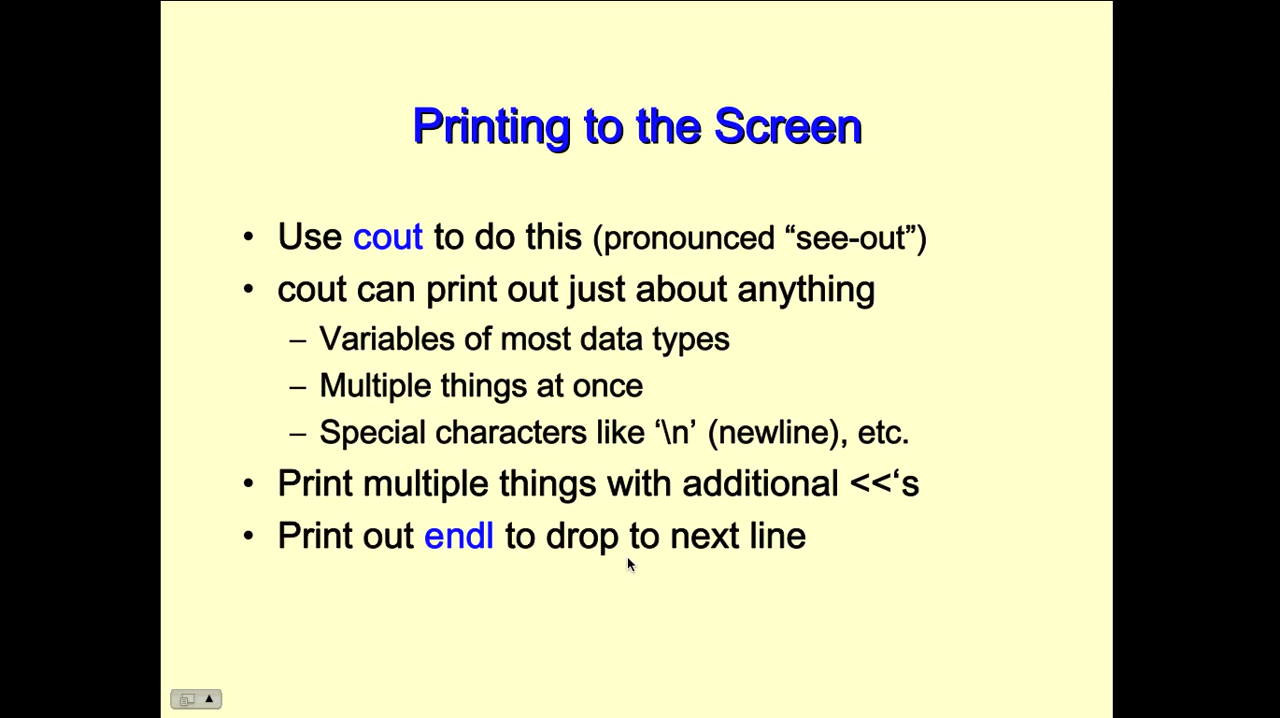 Printing to the Screen
• Use cout to do this (pronounced “see-out”)
• cout can print out just about anything
– Variables of most data types
– Multiple things at once
– Special characters like ‘\n’ (newline), etc.
• Print multiple things with additional <<‘s
• Print out endl to drop to next line